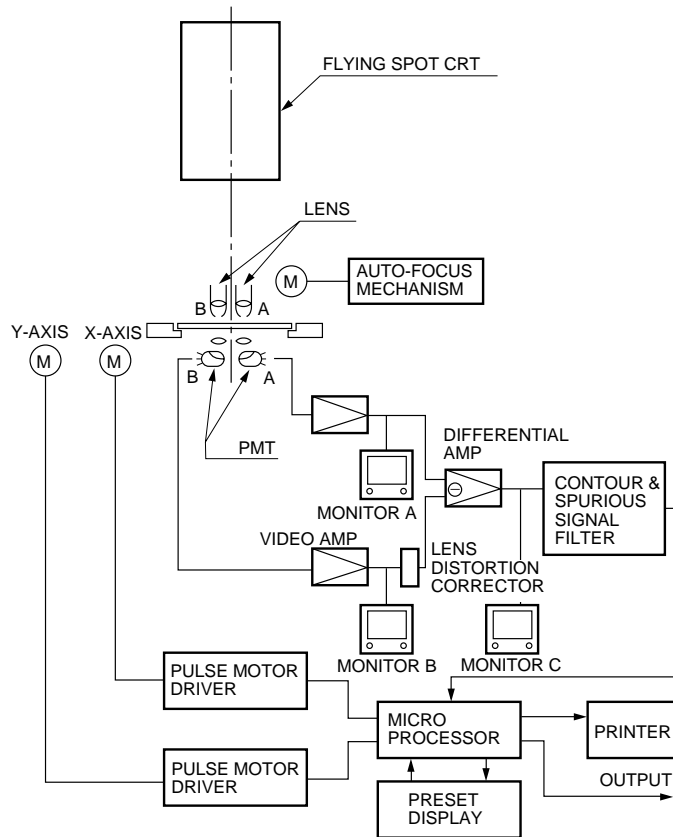 FLYING SPOT CRT
LENS
M
AUTO-FOCUS
MECHANISM
B
A
Y-AXIS
X-AXIS
M
M
B
A
PMT
DIFFERENTIAL
AMP
MONITOR A
CONTOUR &
SPURIOUS
SIGNAL
FILTER
VIDEO AMP
LENS
DISTORTION
CORRECTOR
MONITOR B
MONITOR C
PULSE MOTOR
DRIVER
MICRO
PROCESSOR
PRINTER
PULSE MOTOR
DRIVER
OUTPUT
PRESET
DISPLAY